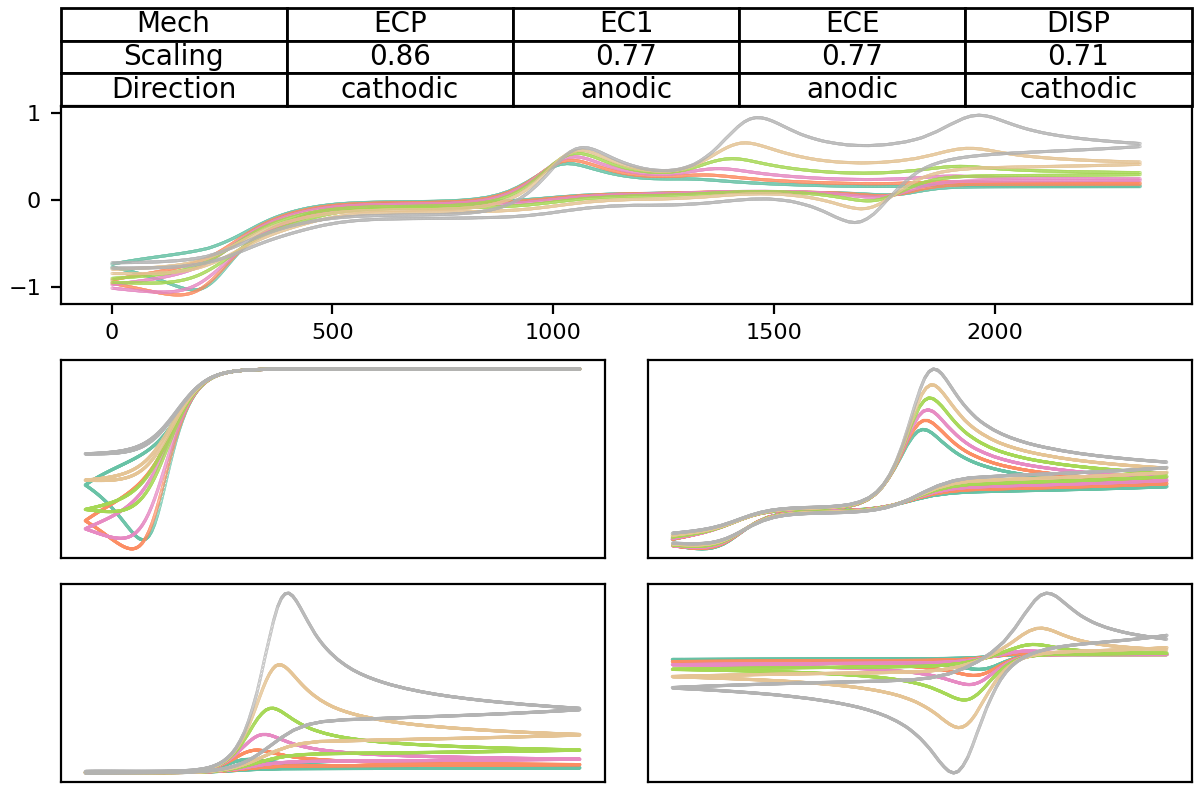 Mech ECP EC1 ECE DISP
Scaling 0.86 0.77 0.77 0.71
Direction cathodic anodic anodic cathodic
1
0
−1
0 500 1000 1500 2000